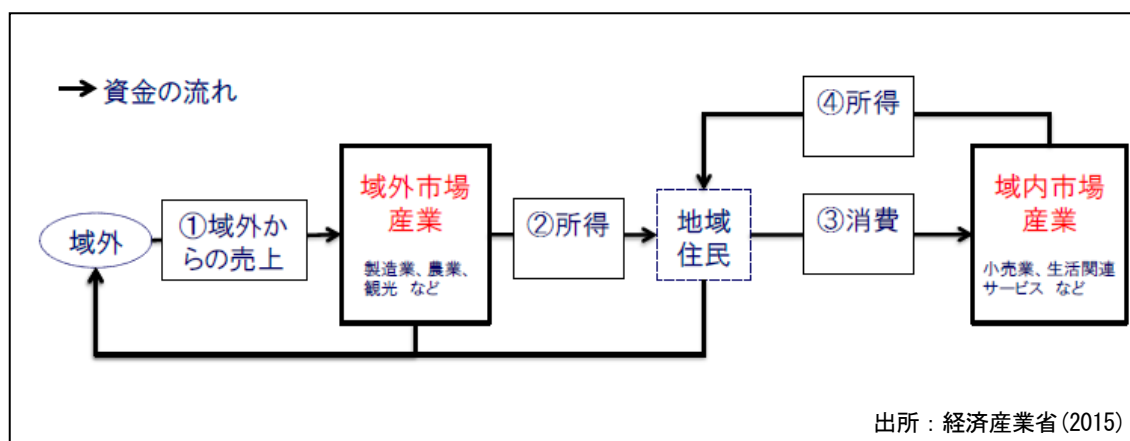 資金の流れ
④所得
域外市場
産業
製造業、農業、
観光 など
域内市場
産業
小売業、生活関連
サービス など
域外
①域外か
らの売上
②所得
地域
住民
③消費
出所：経済産業省(2015)